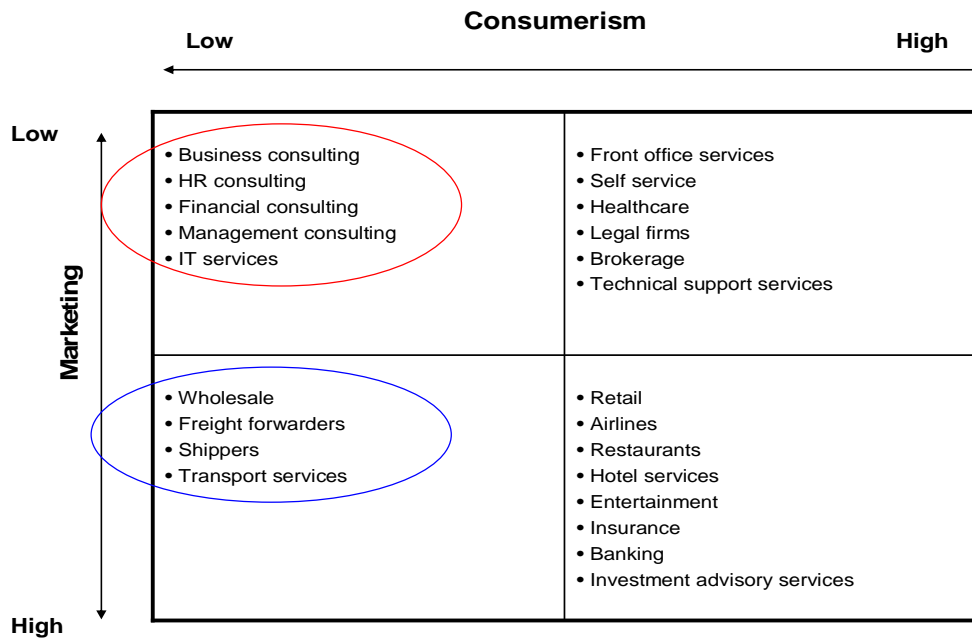 Consumerism
Low
High
Low
Marketing
High
• Business consulting
• HR consulting
• Financial consulting
• Management consulting
• IT services
• Front office services
• Self service
• Healthcare
• Legal firms
• Brokerage
• Technical support services
• Wholesale
• Freight forwarders
• Shippers
• Transport services
• Retail
• Airlines
• Restaurants
• Hotel services
• Entertainment
• Insurance
• Banking
• Investment advisory services